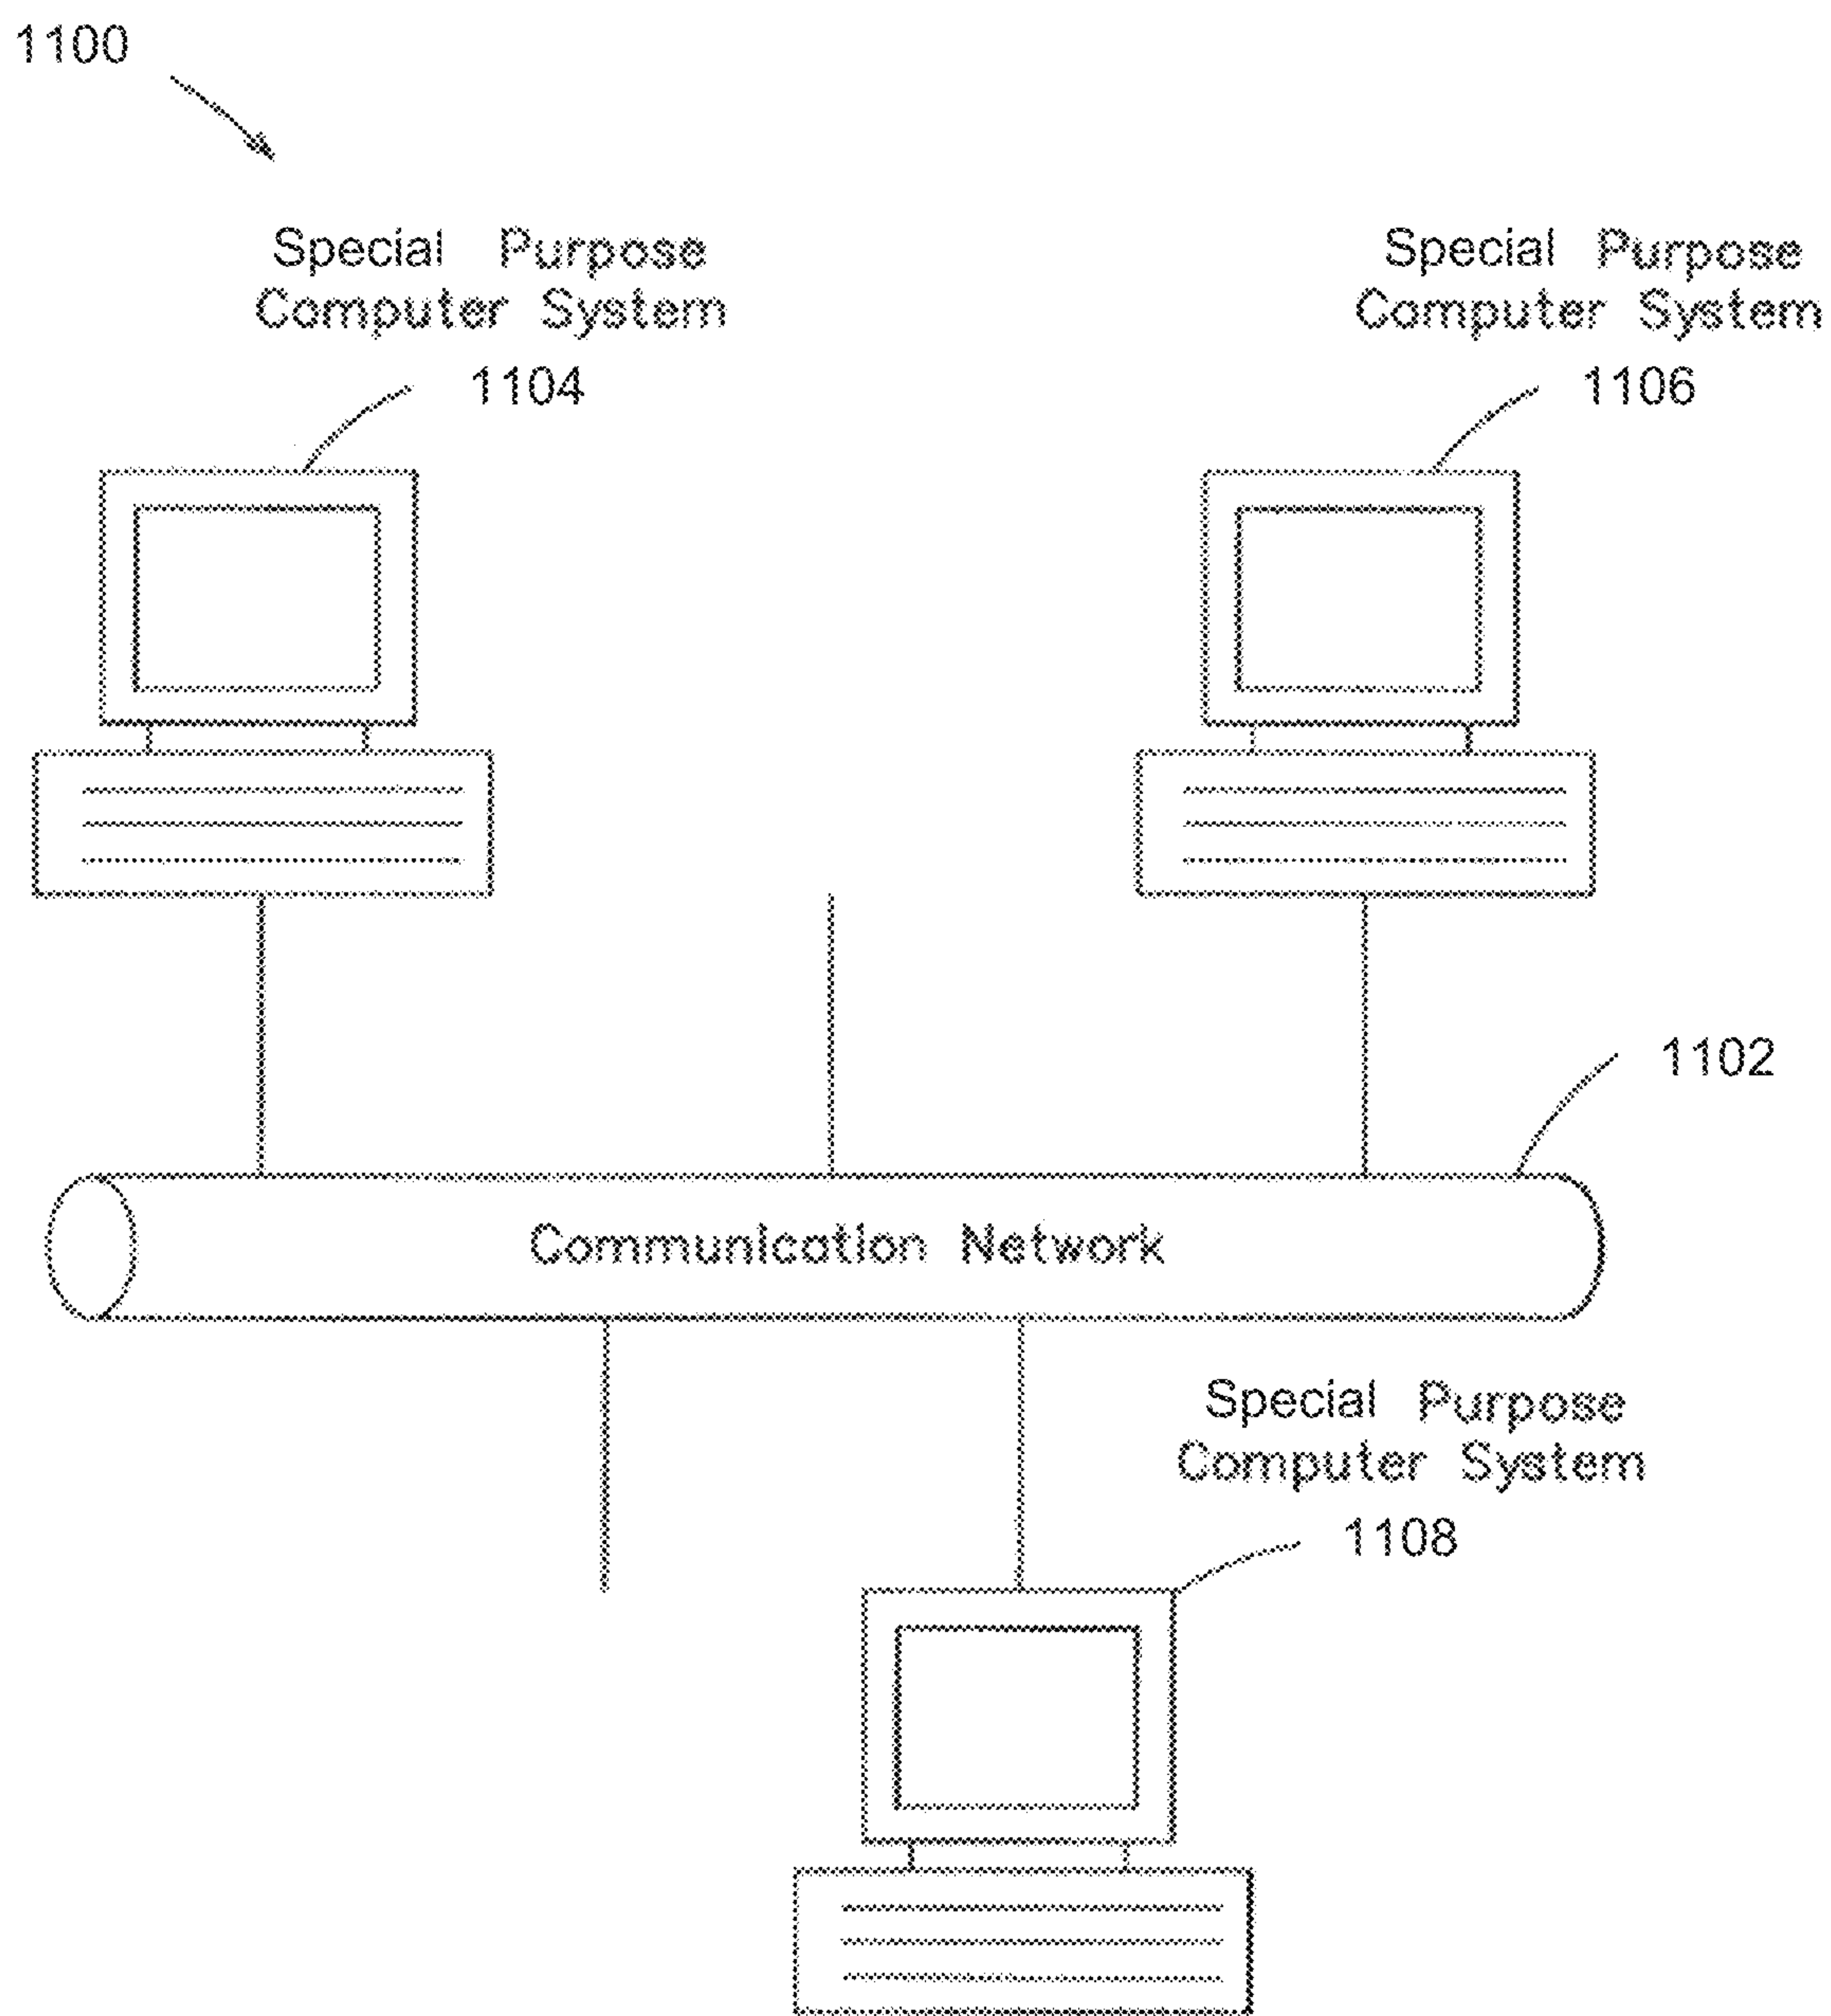 1100
Special Purpose
Computer System
1104
Special Purpose
Computer System
1106
1102
Communication Network
Special Purpose
Computer System
1108